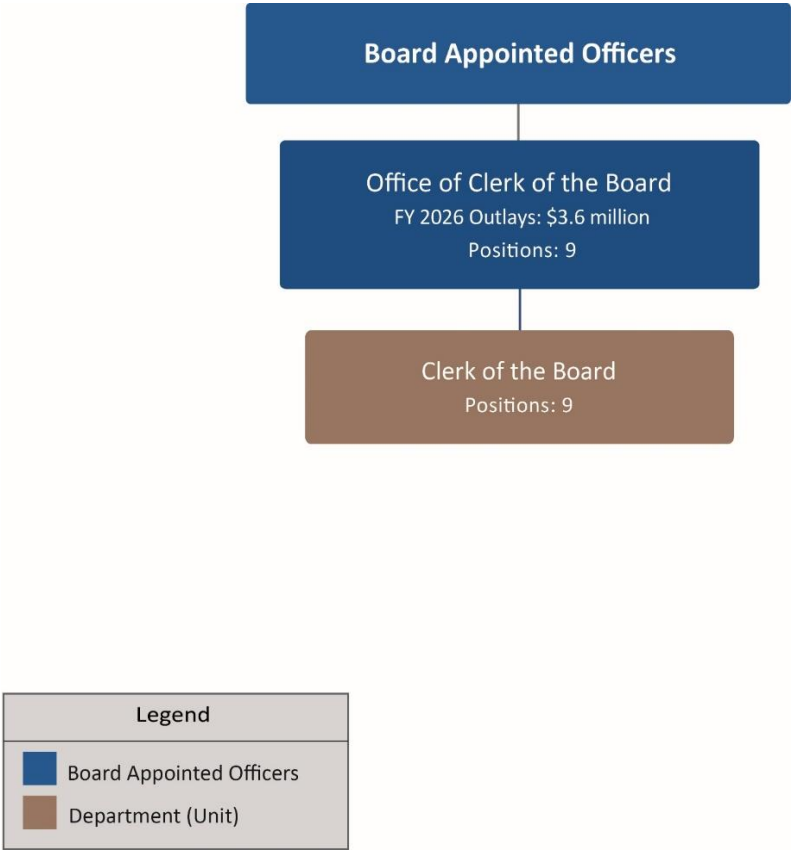 Board Appointed Officers
Office of Clerk of the Board
FY 2026 Outlays: $3.6 million
Positions: 9
Clerk of the Board
Positions: 9
Legend
Board Appointed Officers
Department (Unit)